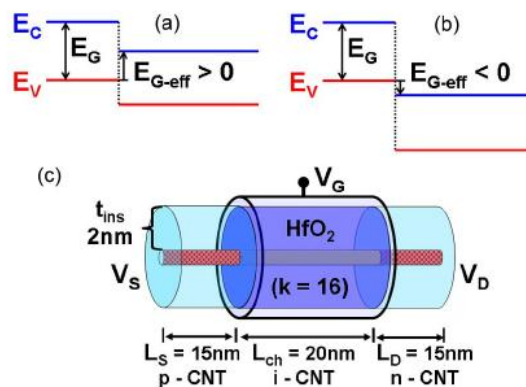 (a)
E_C
E_G
E_V
E_G-eff > 0
(b)
E_C
E_G
E_V
E_G-eff < 0
(c)
V_G
t_ins
2nm
HfO₂
V_S
V_D
(k = 16)
L_S = 15nm L_ch = 20nm L_D = 15nm
p - CNT i - CNT n - CNT